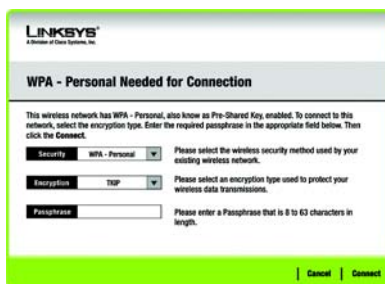 LINKSYS®
A Division of Cisco Systems, Inc.
WPA - Personal Needed for Connection
This wireless network has WPA - Personal, also know as Pre-Shared Key, enabled. To connect to this
network, select the encryption type. Enter the required passphrase in the appropriate field below. Then
click the Connect.
Security WPA - Personal Please select the wireless security method used by your
existing wireless network.
Encryption TKIP Please select an encryption type used to protect your
wireless data transmissions.
Passphrase Please enter a Passphrase that is 8 to 63 characters in
length.
Cancel Connect